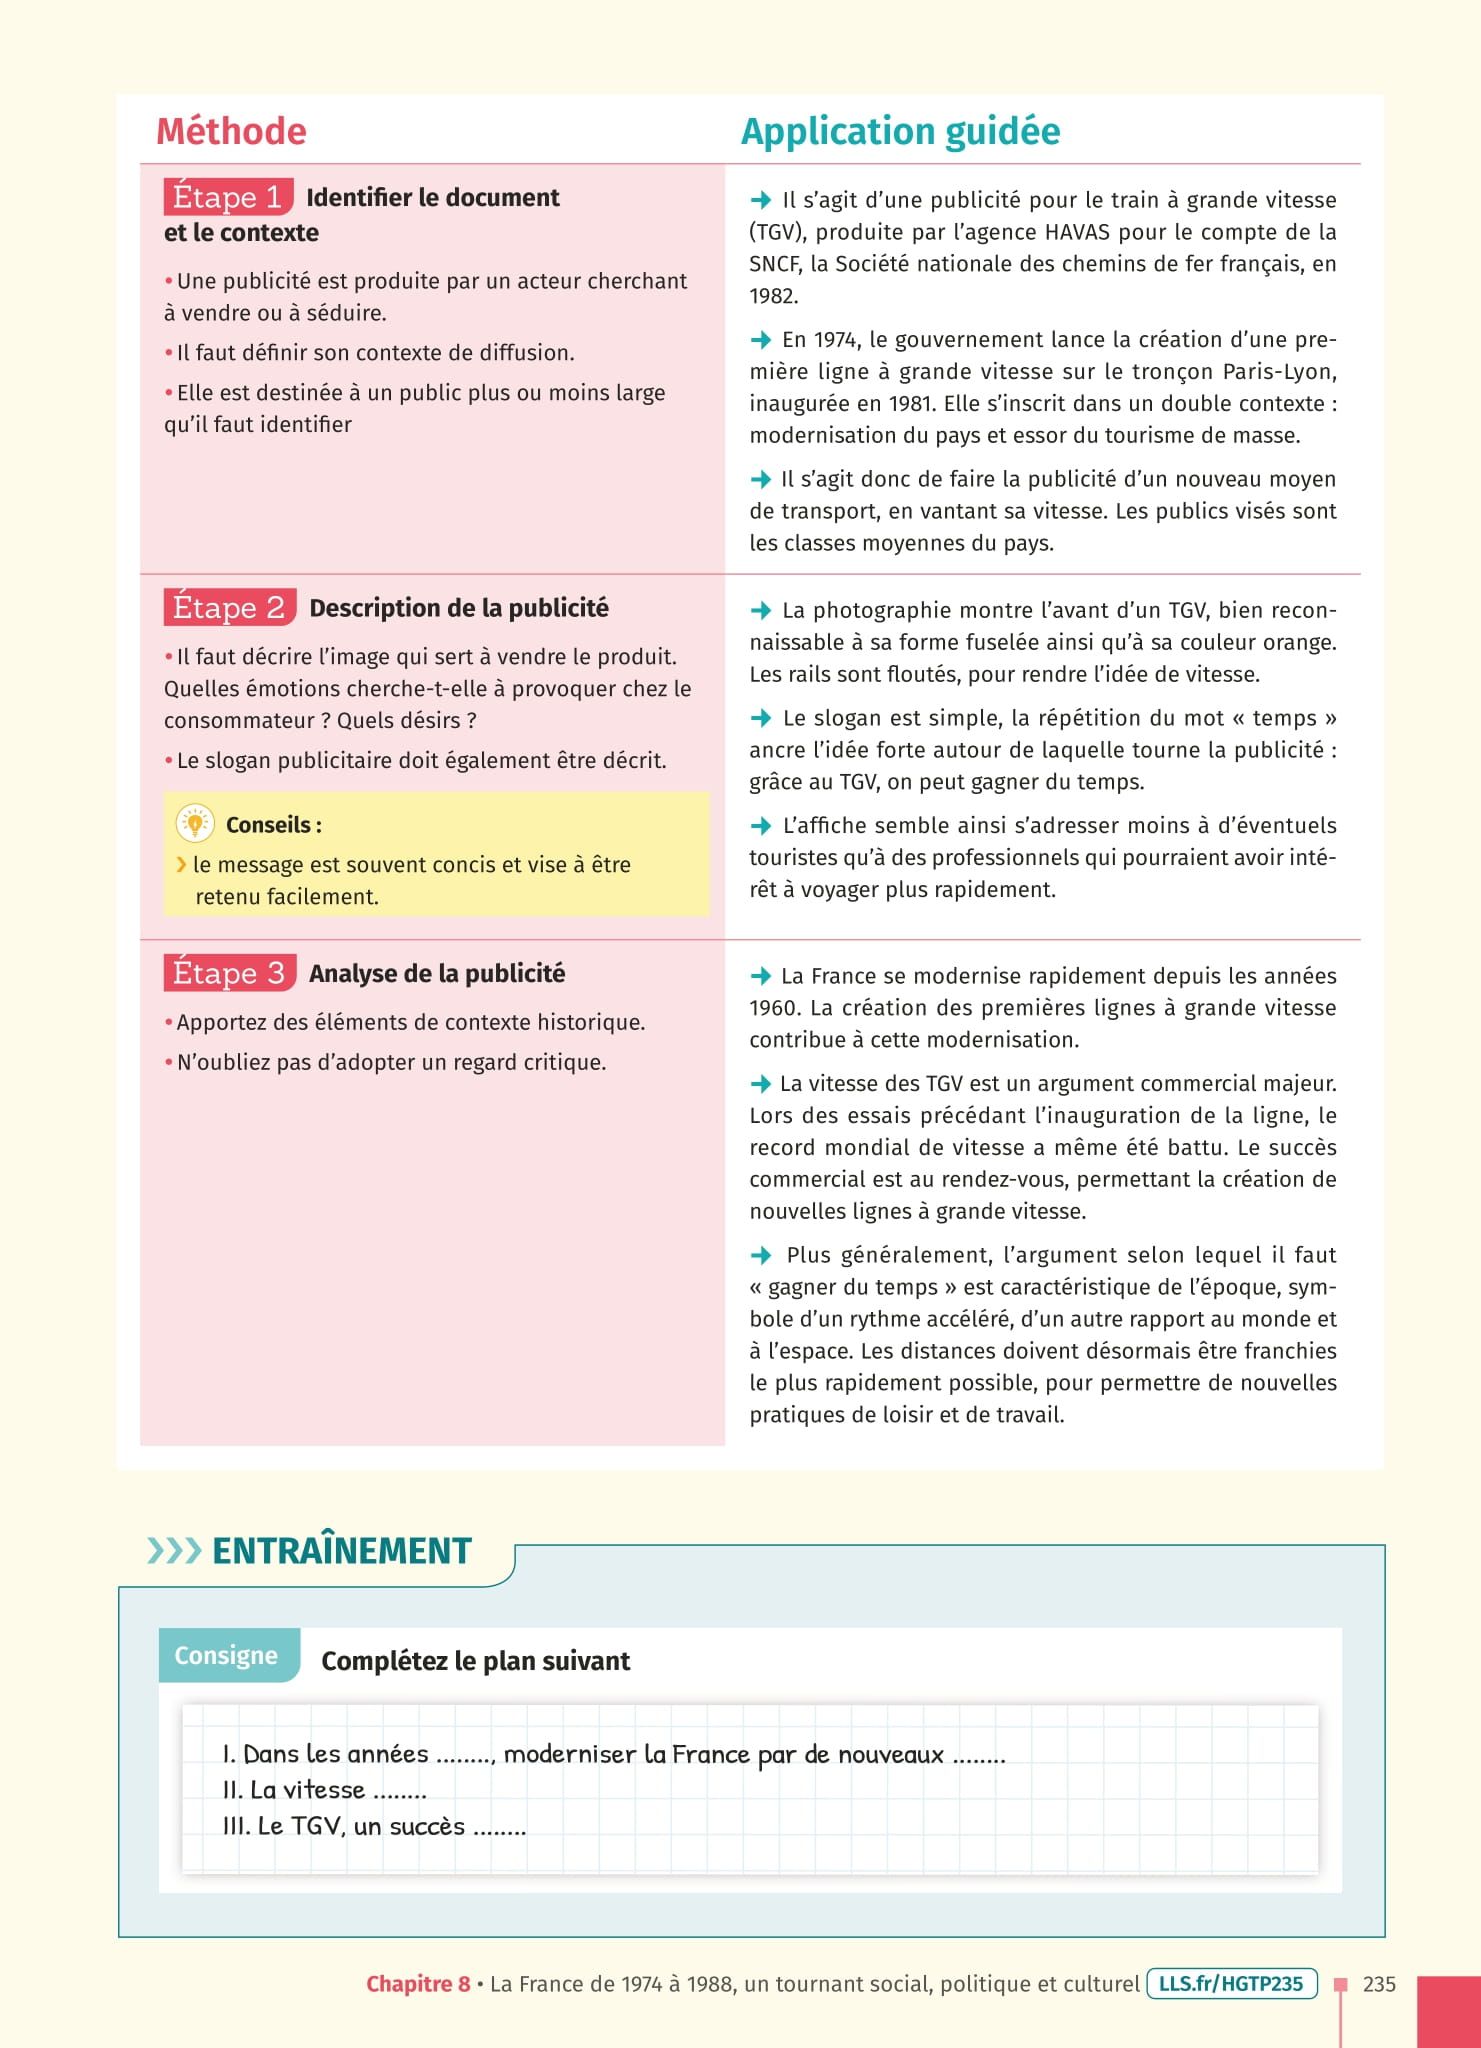 Méthode
Application guidée
Étape 1 Identifier le document
et le contexte
• Une publicité est produite par un acteur cherchant
à vendre ou à séduire.
• Il faut définir son contexte de diffusion.
• Elle est destinée à un public plus ou moins large
qu’il faut identifier
➜ Il s’agit d’une publicité pour le train à grande vitesse
(TGV), produite par l’agence HAVAS pour le compte de la
SNCF, la Société nationale des chemins de fer français, en
1982.
➜ En 1974, le gouvernement lance la création d’une pre-
mière ligne à grande vitesse sur le tronçon Paris-Lyon,
inaugurée en 1981. Elle s’inscrit dans un double contexte :
modernisation du pays et essor du tourisme de masse.
➜ Il s’agit donc de faire la publicité d’un nouveau moyen
de transport, en vantant sa vitesse. Les publics visés sont
les classes moyennes du pays.
Étape 2 Description de la publicité
• Il faut décrire l’image qui sert à vendre le produit.
Quelles émotions cherche-t-elle à provoquer chez le
consommateur ? Quels désirs ?
• Le slogan publicitaire doit également être décrit.
Conseils :
› le message est souvent concis et vise à être
retenu facilement.
➜ La photographie montre l’avant d’un TGV, bien recon-
naissable à sa forme fuselée ainsi qu’à sa couleur orange.
Les rails sont floutés, pour rendre l’idée de vitesse.
➜ Le slogan est simple, la répétition du mot « temps »
ancre l’idée forte autour de laquelle tourne la publicité :
grâce au TGV, on peut gagner du temps.
➜ L’affiche semble ainsi s’adresser moins à d’éventuels
touristes qu’à des professionnels qui pourraient avoir inté-
rêt à voyager plus rapidement.
Étape 3 Analyse de la publicité
• Apportez des éléments de contexte historique.
• N’oubliez pas d’adopter un regard critique.
➜ La France se modernise rapidement depuis les années
1960. La création des premières lignes à grande vitesse
contribue à cette modernisation.
➜ La vitesse des TGV est un argument commercial majeur.
Lors des essais précédant l’inauguration de la ligne, le
record mondial de vitesse a même été battu. Le succès
commercial est au rendez-vous, permettant la création de
nouvelles lignes à grande vitesse.
➜ Plus généralement, l’argument selon lequel il faut
« gagner du temps » est caractéristique de l’époque, sym-
bole d’un rythme accéléré, d’un autre rapport au monde et
à l’espace. Les distances doivent désormais être franchies
le plus rapidement possible, pour permettre de nouvelles
pratiques de loisir et de travail.
››› ENTRAÎNEMENT
Consigne Complétez le plan suivant
I. Dans les années ........, moderniser la France par de nouveaux ........
II. La vitesse ........
III. Le TGV, un succès ........
Chapitre 8 • La France de 1974 à 1988, un tournant social, politique et culturel LLS.fr/HGTP235 235